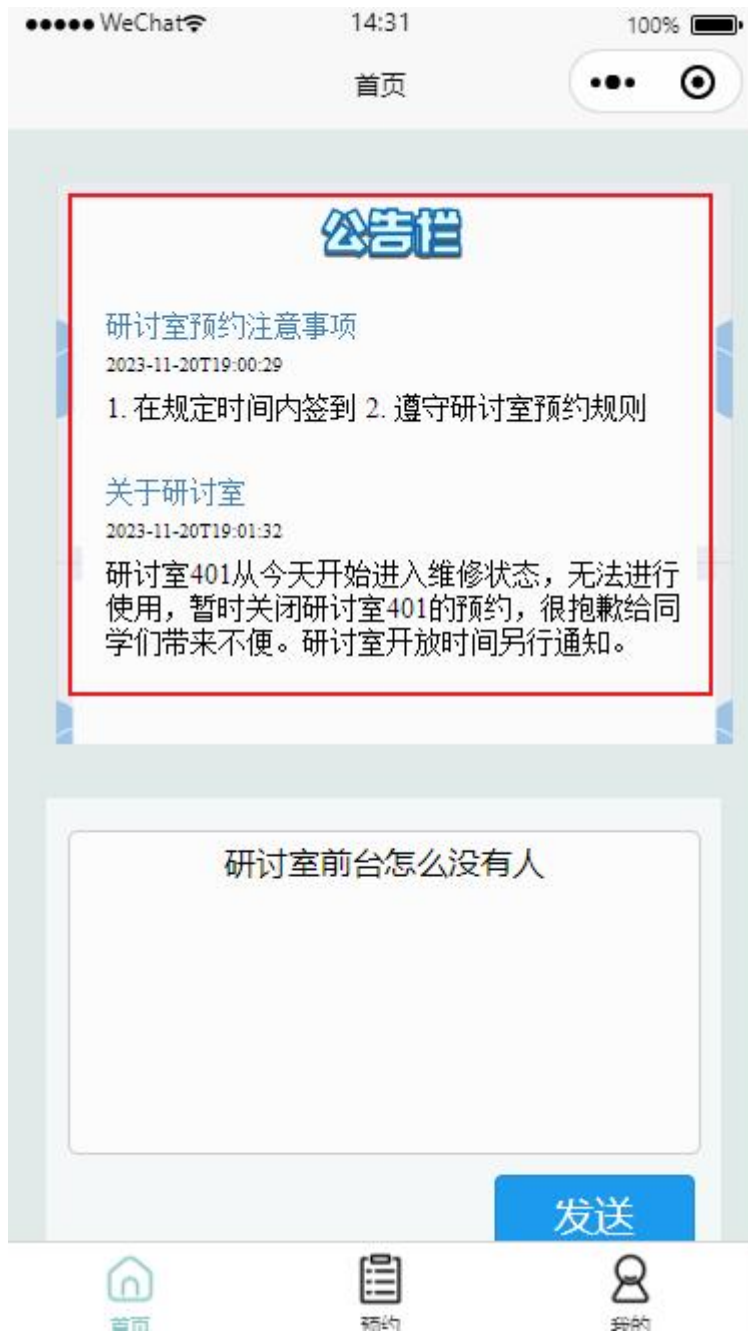 WeChat 14:31 100%
首页
公告栏
研讨室预约注意事项
2023-11-20T19:00:29
1. 在规定时间内签到 2. 遵守研讨室预约规则
关于研讨室
2023-11-20T19:01:32
研讨室401从今天开始进入维修状态，无法进行
使用，暂时关闭研讨室401的预约，很抱歉给同
学们带来不便。研讨室开放时间另行通知。
研讨室前台怎么没有人
发送
首页 预约 我的